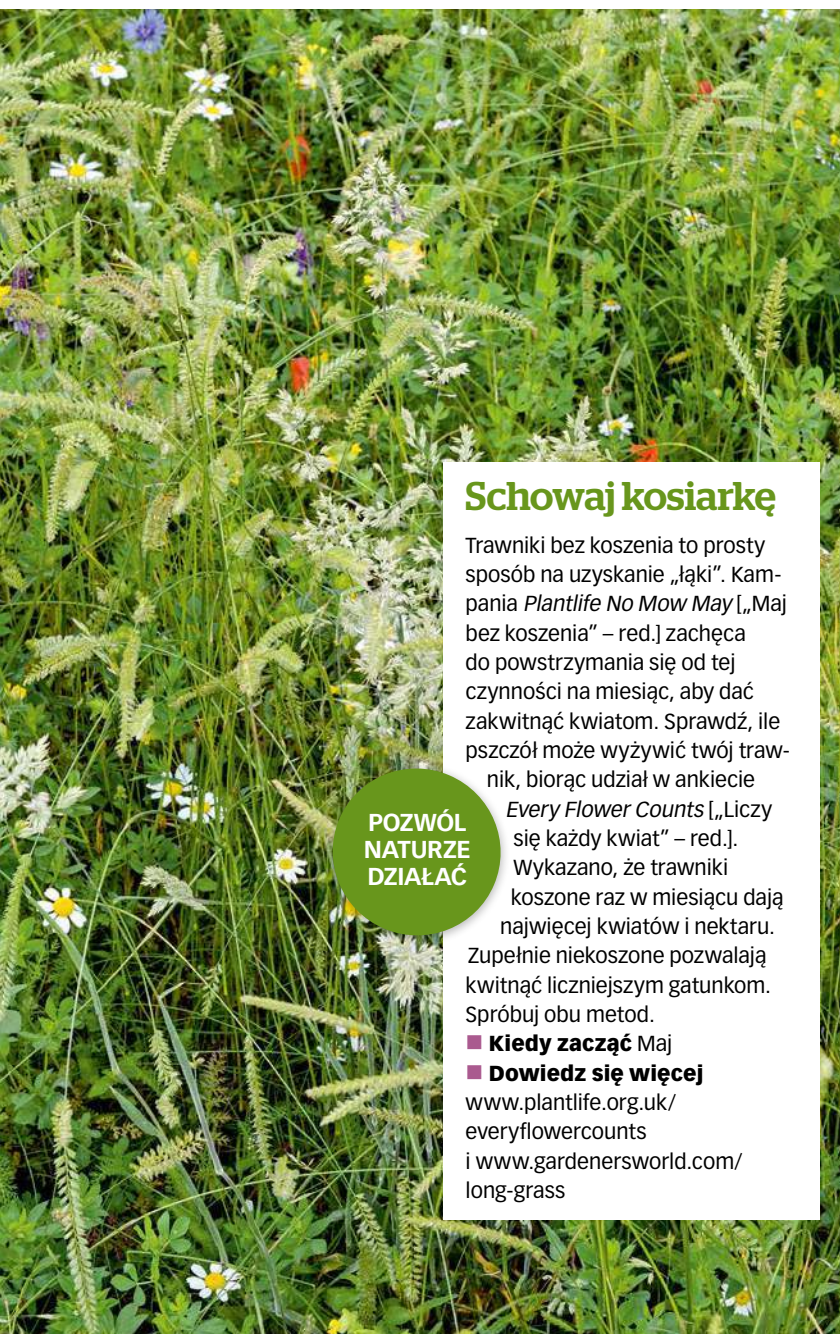 Schowaj kosiarkę
Trawniki bez koszenia to prosty
sposób na uzyskanie „łąki”. Kam-
pania Plantlife No Mow May [„Maj
bez koszenia” – red.] zachęca
do powstrzymania się od tej
czynności na miesiąc, aby dać
zakwitnąć kwiatom. Sprawdź, ile
pszczół może wyżywić twój traw-
nik, biorąc udział w ankiecie
Every Flower Counts [„Liczy
się każdy kwiat” – red.].
Wykazano, że trawniki
koszone raz w miesiącu dają
najwięcej kwiatów i nektaru.
Zupełnie niekoszone pozwalają
kwitnąć liczniejszym gatunkom.
Spróbuj obu metod.
■ Kiedy zacząć Maj
■ Dowiedz się więcej
www.plantlife.org.uk/
everyflowercounts
i www.gardenersworld.com/
long-grass
POZWÓL
NATURZE
DZIAŁAĆ